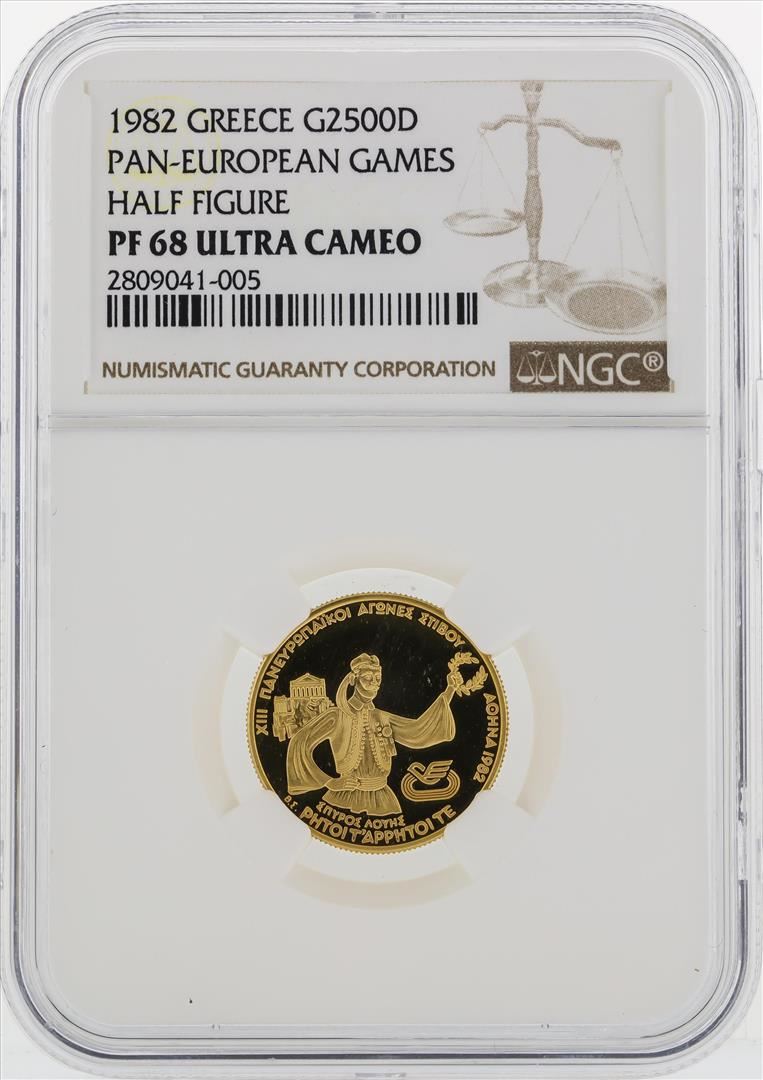 1982 GREECE G2500D
PAN-EUROPEAN GAMES
HALF FIGURE
PF 68 ULTRA CAMEO
2809041-005
NUMISMATIC GUARANTY CORPORATION
NGC®
XIII ΠΑΝΕΥΡΩΠΑΪΚΟΙ ΑΓΩΝΕΣ ΣΤΙΒΟΥ ΑΘΗΝΑ 1982
Β.Σ.
ΣΠΥΡΟΣ ΛΟΥΗΣ
ΡΗΤΟΙ Τ'ΑΡΡΗΤΟΙ ΤΕ